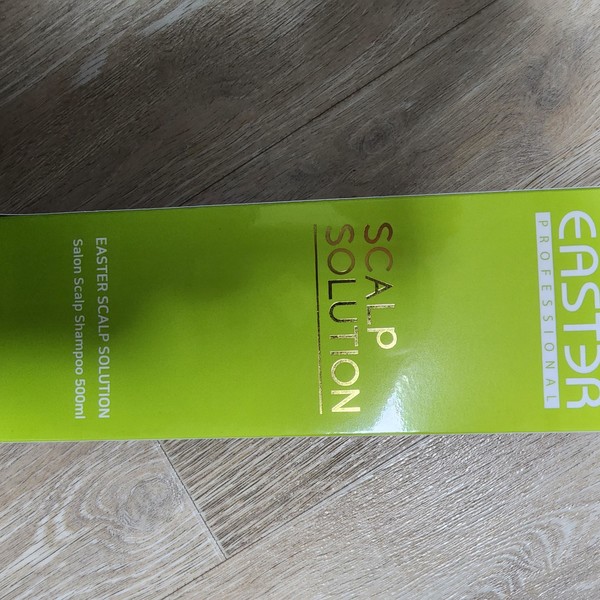 EASTER
PROFESSIONAL
SCALP
SOLUTION
EASTER SCALP SOLUTION
Salon Scalp Shampoo 500ml